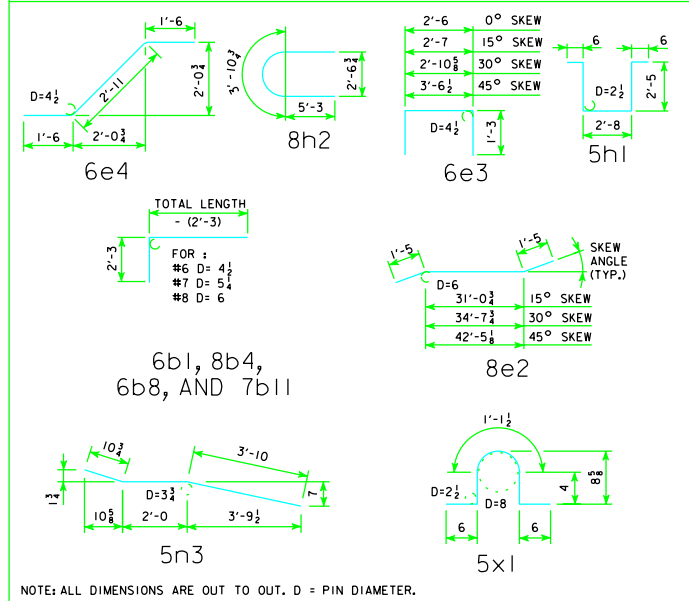 1'-6
D=4½
2'-11
2'-0¾
1'-6
2'-0¾
6e4
3'-10¾
2'-6¾
5'-3
8h2
2'-6 0° SKEW
2'-7 15° SKEW
2'-10⅝ 30° SKEW
3'-6½ 45° SKEW
D=4½
1'-3
6e3
6
6
D=2½
2'-5
2'-8
5h1
TOTAL LENGTH
- (2'-3)
2'-3
FOR :
#6 D= 4½
#7 D= 5¼
#8 D= 6
6b1, 8b4,
6b8, AND 7b11
1'-5
1'-5
SKEW
ANGLE
(TYP.)
D=6
31'-0¾ 15° SKEW
34'-7¾ 30° SKEW
42'-5⅛ 45° SKEW
8e2
10¾
3'-10
1¾
D=3¾
7
10⅝
2'-0
3'-9½
5n3
1'-1½
D=2½
D=8
4
8⅝
6
6
5x1
NOTE: ALL DIMENSIONS ARE OUT TO OUT. D = PIN DIAMETER.